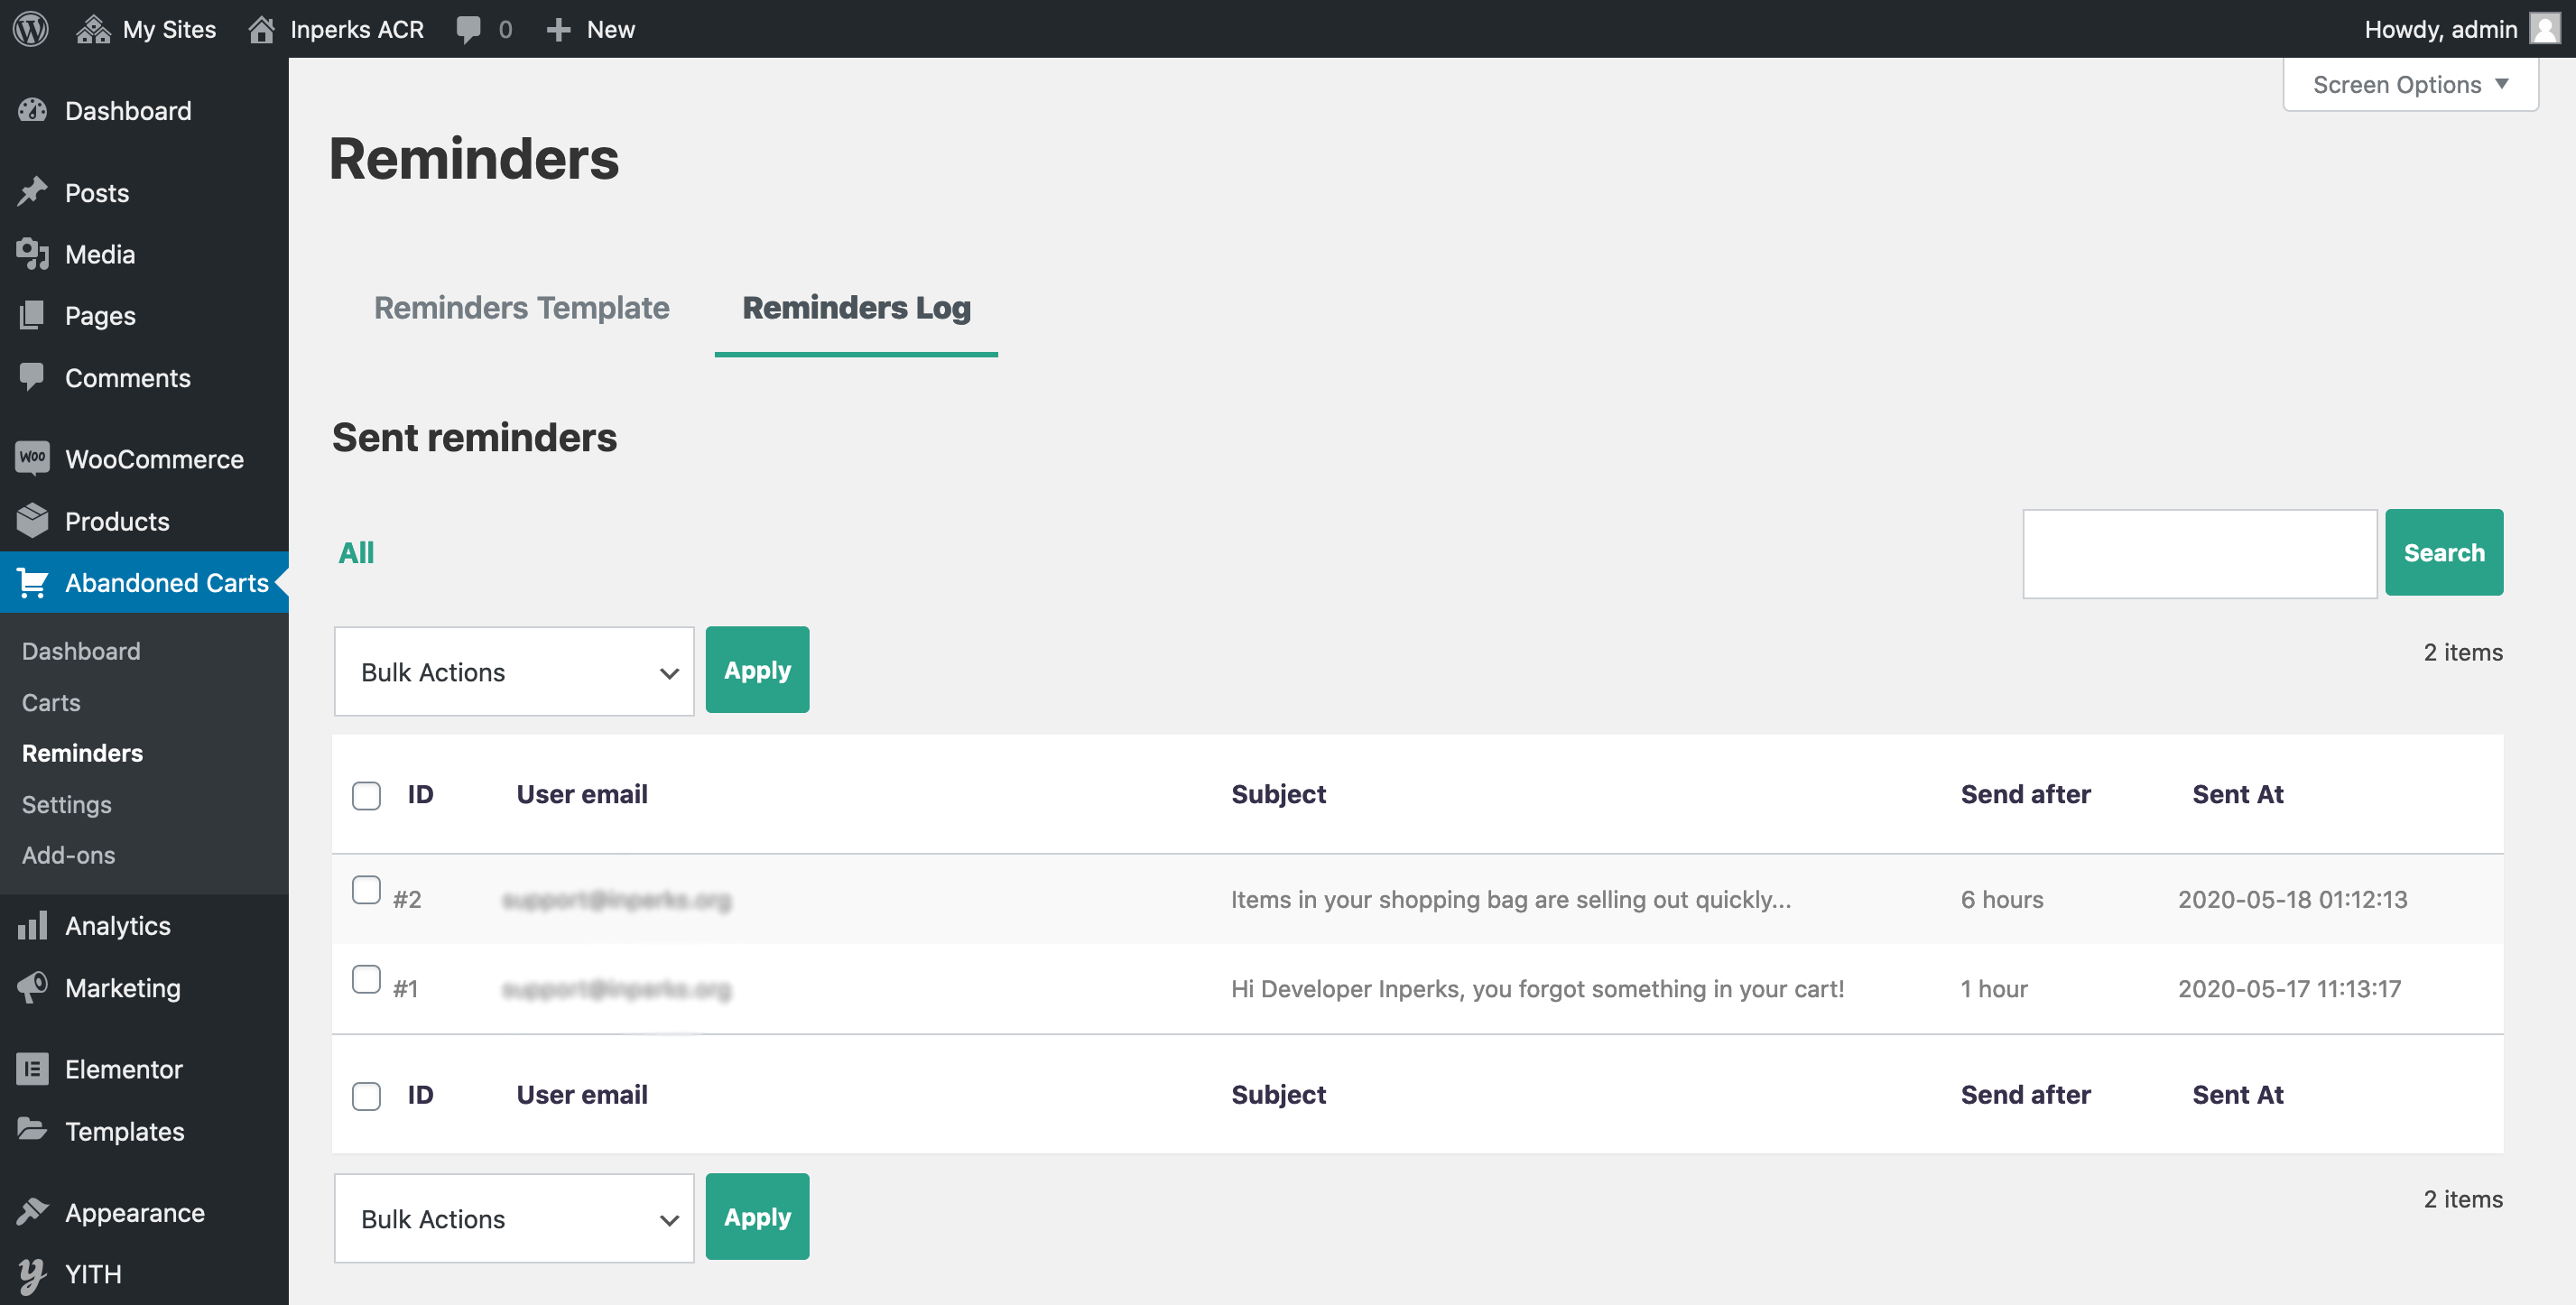 My Sites Inperks ACR 0 New Howdy, admin
Screen Options
Dashboard
Posts
Media
Pages
Comments
WooCommerce
Products
Abandoned Carts
Dashboard
Carts
Reminders
Settings
Add-ons
Analytics
Marketing
Elementor
Templates
Appearance
YITH
Reminders
Reminders Template Reminders Log
Sent reminders
All
Search
Bulk Actions Apply
2 items
ID User email Subject Send after Sent At
#2 Items in your shopping bag are selling out quickly... 6 hours 2020-05-18 01:12:13
#1 Hi Developer Inperks, you forgot something in your cart! 1 hour 2020-05-17 11:13:17
ID User email Subject Send after Sent At
Bulk Actions Apply
2 items